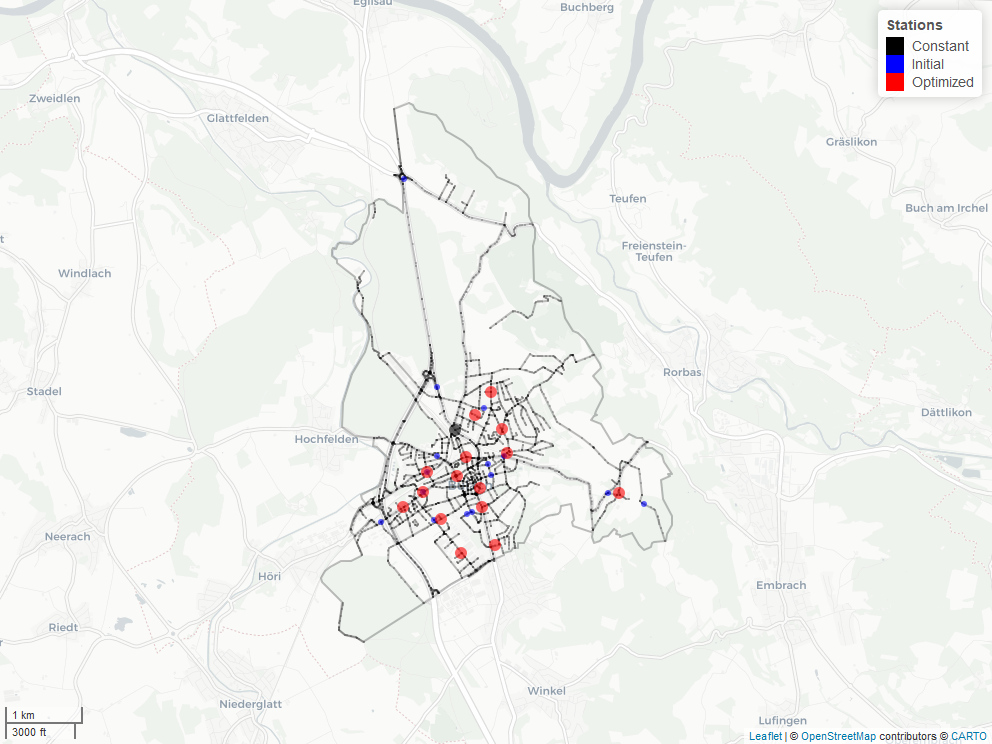 Eglisau
Buchberg
Stations
Constant
Initial
Optimized
Zweidlen
Glattfelden
Gräslikon
Teufen
Buch am Irchel
Freienstein-
Teufen
Windlach
Rorbas
Stadel
Dättlikon
Hochfelden
Neerach
Höri
Embrach
Riedt
Winkel
Niederglatt
Lufingen
1 km
3000 ft
Leaflet | © OpenStreetMap contributors © CARTO